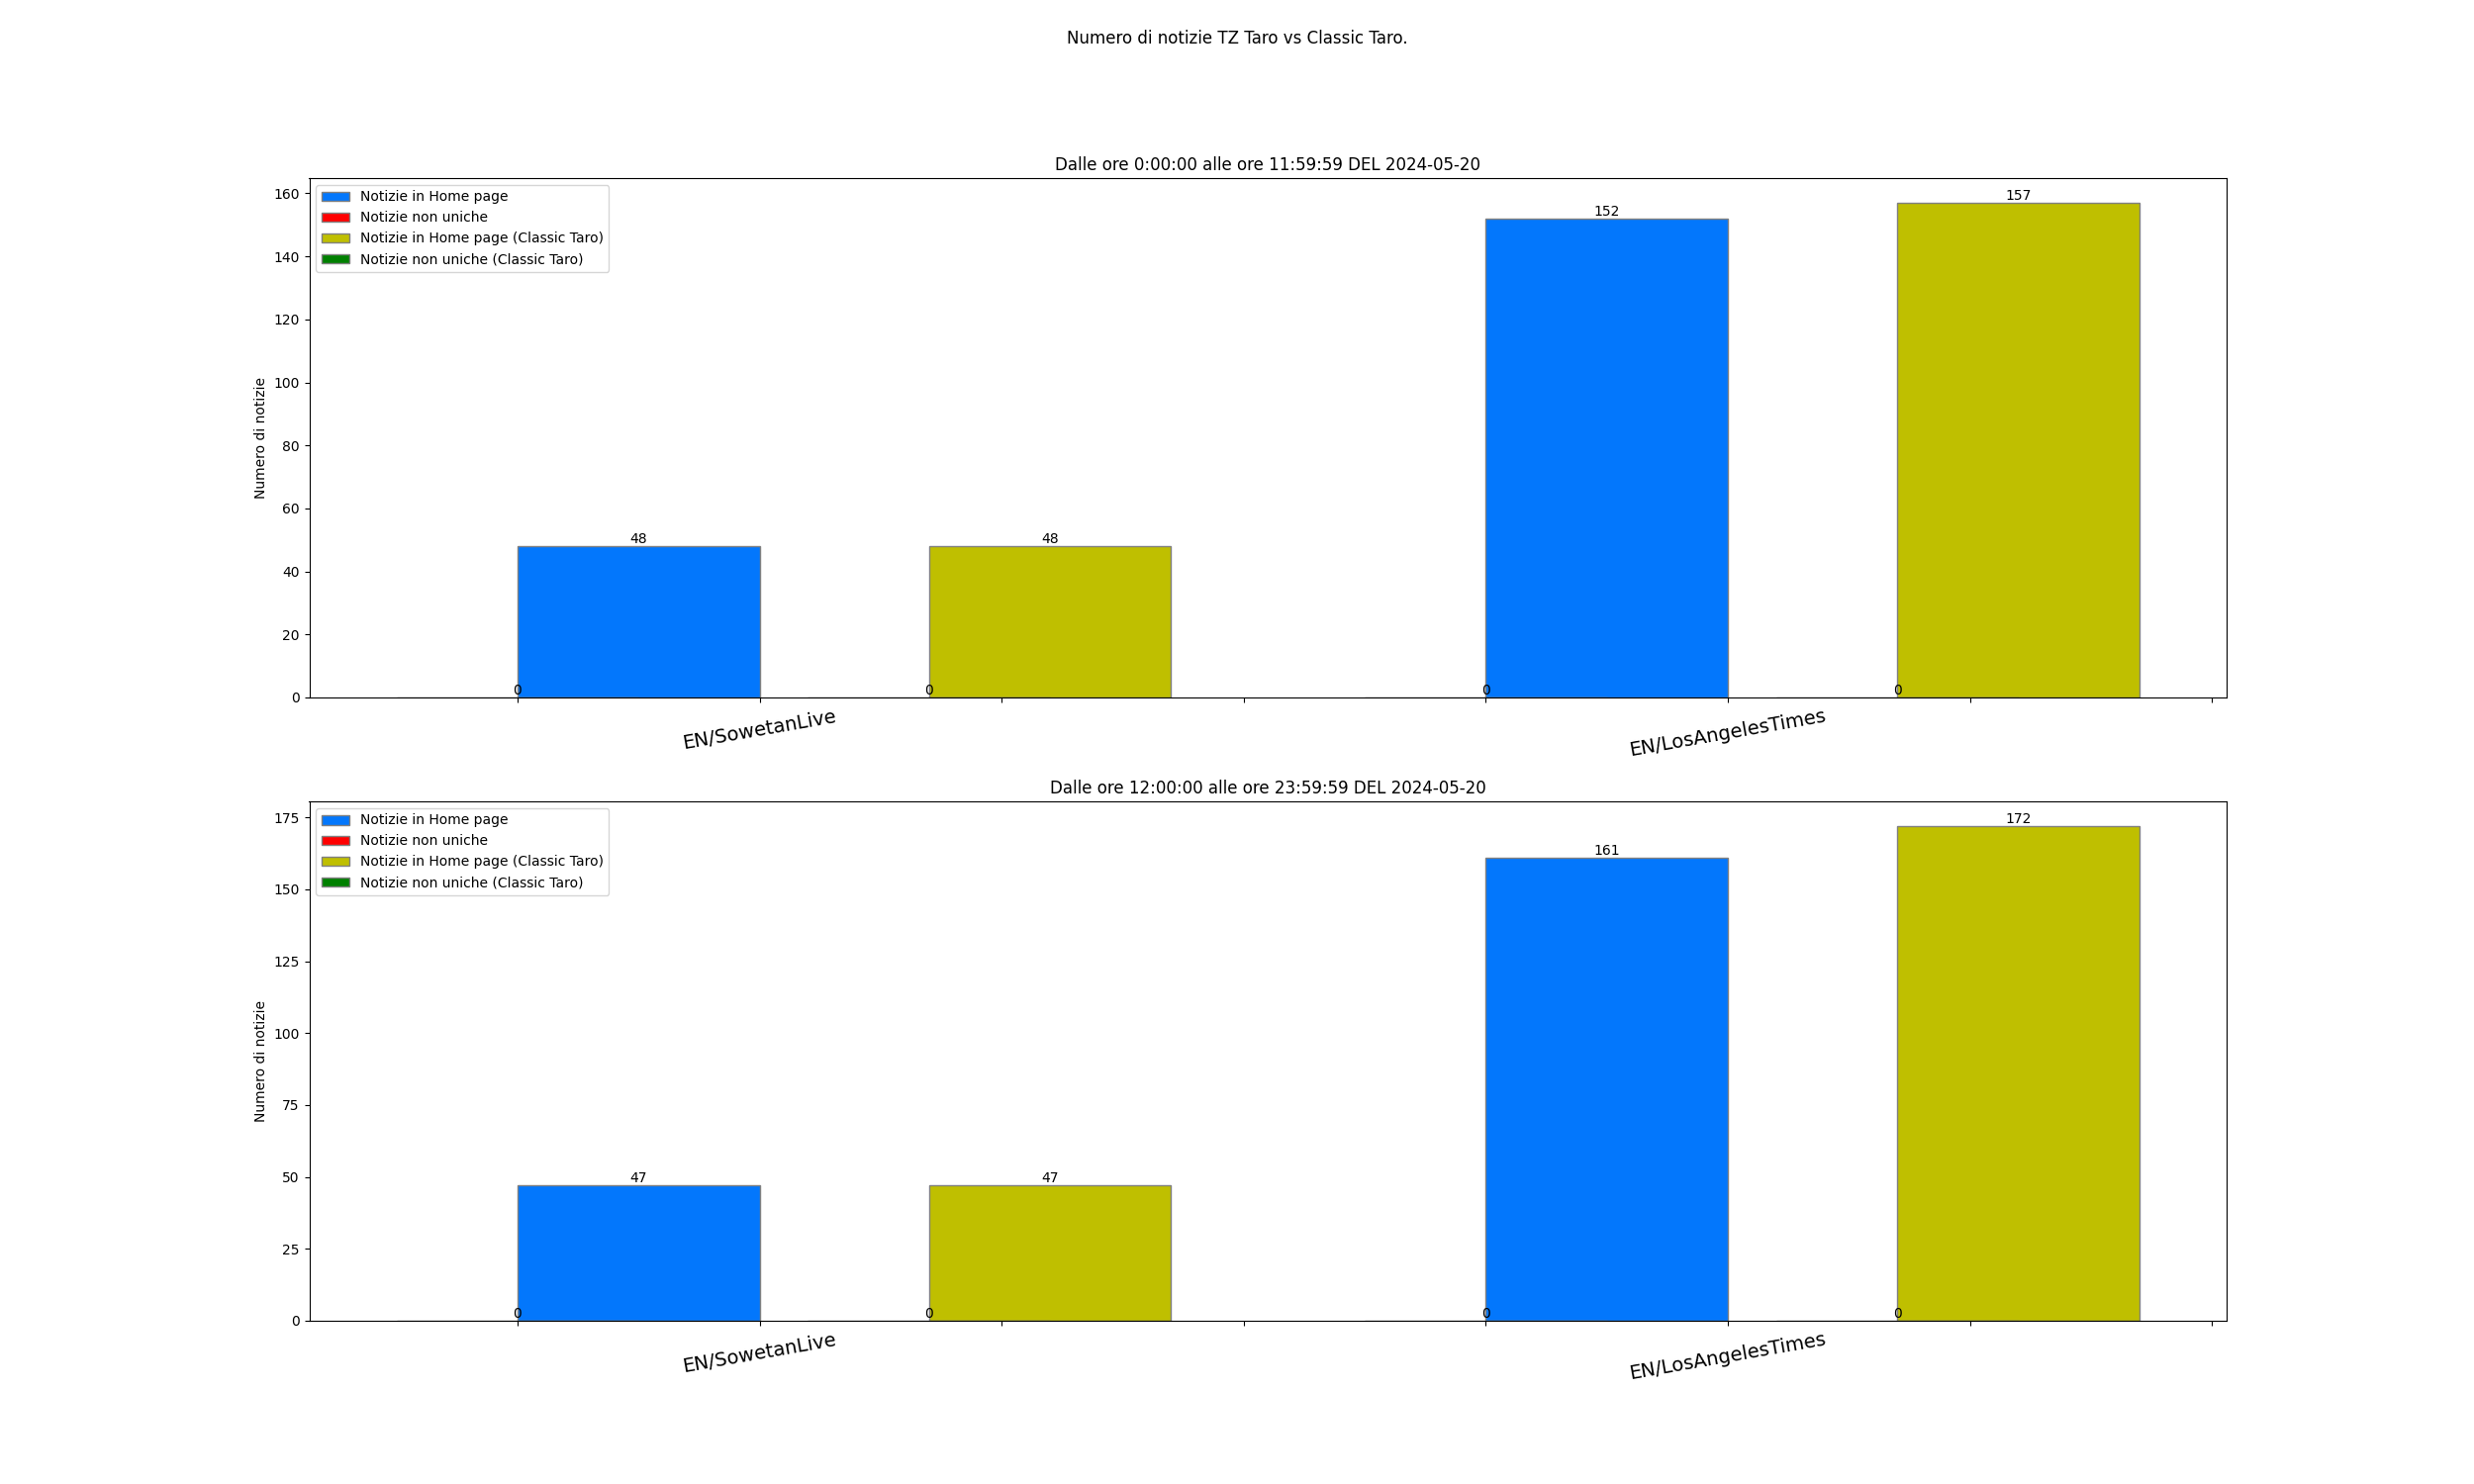 Numero di notizie TZ Taro vs Classic Taro.
Dalle ore 0:00:00 alle ore 11:59:59 DEL 2024-05-20
Notizie in Home page
Notizie non uniche
Notizie in Home page (Classic Taro)
Notizie non uniche (Classic Taro)
Numero di notizie
160
140
120
100
80
60
40
20
0
48
48
152
157
0
0
0
0
EN/SowetanLive
EN/LosAngelesTimes
Dalle ore 12:00:00 alle ore 23:59:59 DEL 2024-05-20
Notizie in Home page
Notizie non uniche
Notizie in Home page (Classic Taro)
Notizie non uniche (Classic Taro)
Numero di notizie
175
150
125
100
75
50
25
0
47
47
161
172
0
0
0
0
EN/SowetanLive
EN/LosAngelesTimes